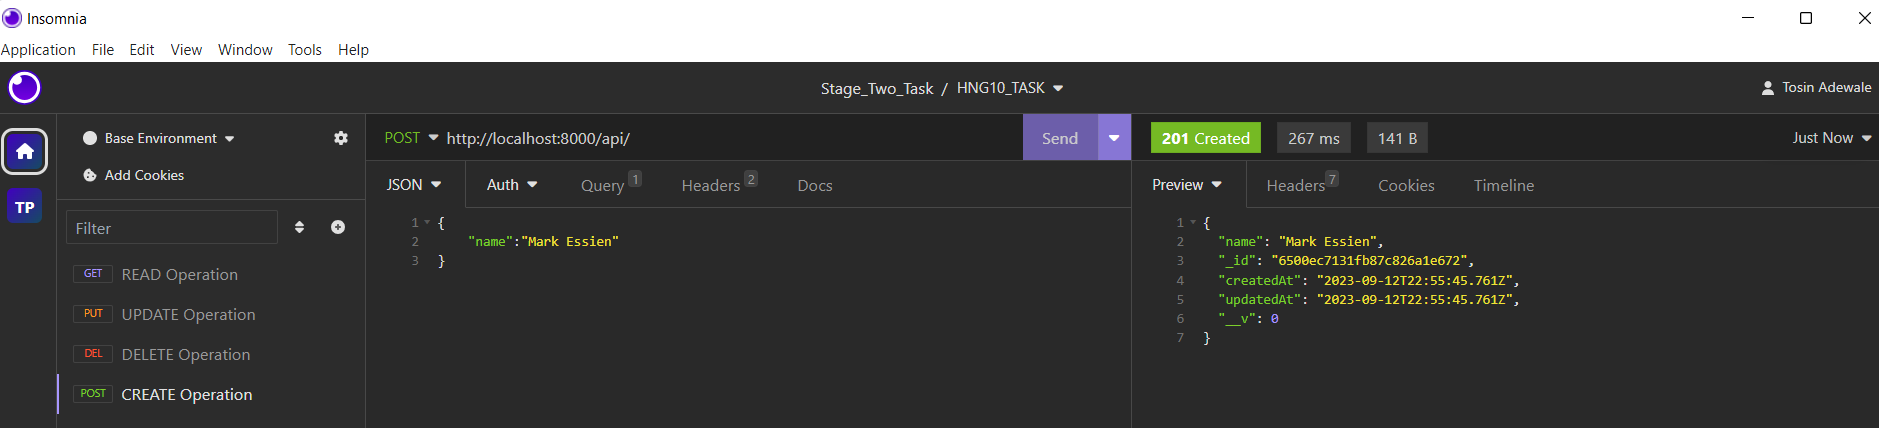 Insomnia
Application File Edit View Window Tools Help
Stage_Two_Task / HNG10_TASK
Tosin Adewale
Base Environment
Add Cookies
TP
Filter
GET READ Operation
PUT UPDATE Operation
DEL DELETE Operation
POST CREATE Operation
POST http://localhost:8000/api/ Send
JSON Auth Query 1 Headers 2 Docs
1 {
2 "name":"Mark Essien"
3 }
201 Created 267 ms 141 B Just Now
Preview Headers 7 Cookies Timeline
1 {
2 "name": "Mark Essien",
3 "_id": "6500ec7131fb87c826a1e672",
4 "createdAt": "2023-09-12T22:55:45.761Z",
5 "updatedAt": "2023-09-12T22:55:45.761Z",
6 "__v": 0
7 }